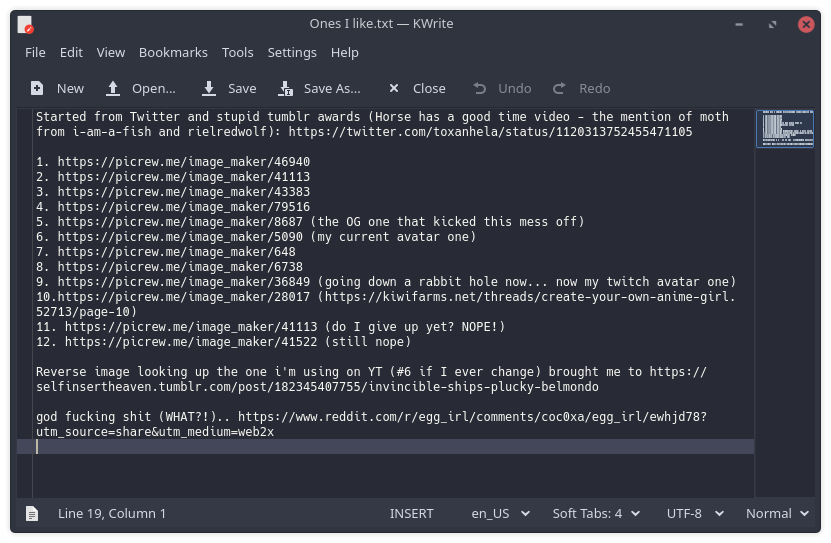 Ones I like.txt — KWrite
File Edit View Bookmarks Tools Settings Help
New Open... Save Save As... Close Undo Redo
Started from Twitter and stupid tumblr awards (Horse has a good time video - the mention of moth
from i-am-a-fish and rielredwolf): https://twitter.com/toxanhela/status/1120313752455471105
1. https://picrew.me/image_maker/46940
2. https://picrew.me/image_maker/41113
3. https://picrew.me/image_maker/43383
4. https://picrew.me/image_maker/79516
5. https://picrew.me/image_maker/8687 (the OG one that kicked this mess off)
6. https://picrew.me/image_maker/5090 (my current avatar one)
7. https://picrew.me/image_maker/648
8. https://picrew.me/image_maker/6738
9. https://picrew.me/image_maker/36849 (going down a rabbit hole now... now my twitch avatar one)
10.https://picrew.me/image_maker/28017 (https://kiwifarms.net/threads/create-your-own-anime-girl.
52713/page-10)
11. https://picrew.me/image_maker/41113 (do I give up yet? NOPE!)
12. https://picrew.me/image_maker/41522 (still nope)
Reverse image looking up the one i'm using on YT (#6 if I ever change) brought me to https://
selfinsertheaven.tumblr.com/post/182345407755/invincible-ships-plucky-belmondo
god fucking shit (WHAT?!).. https://www.reddit.com/r/egg_irl/comments/coc0xa/egg_irl/ewhjd78?
utm_source=share&utm_medium=web2x
Line 19, Column 1 INSERT en_US Soft Tabs: 4 UTF-8 Normal